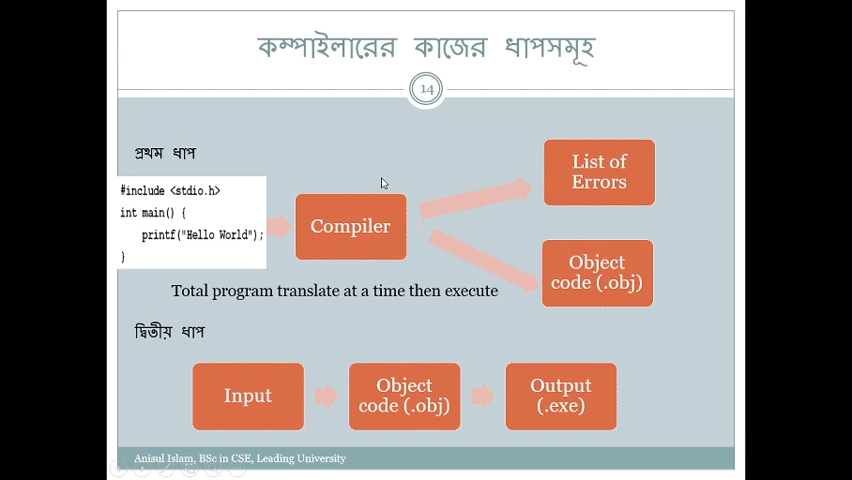 কম্পাইলারের কাজের ধাপসমূহ
14
প্রথম ধাপ
#include <stdio.h>
int main() {
printf("Hello World");
}
Compiler
List of
Errors
Object
code (.obj)
Total program translate at a time then execute
দ্বিতীয় ধাপ
Input
Object
code (.obj)
Output
(.exe)
Anisul Islam, BSc in CSE, Leading University